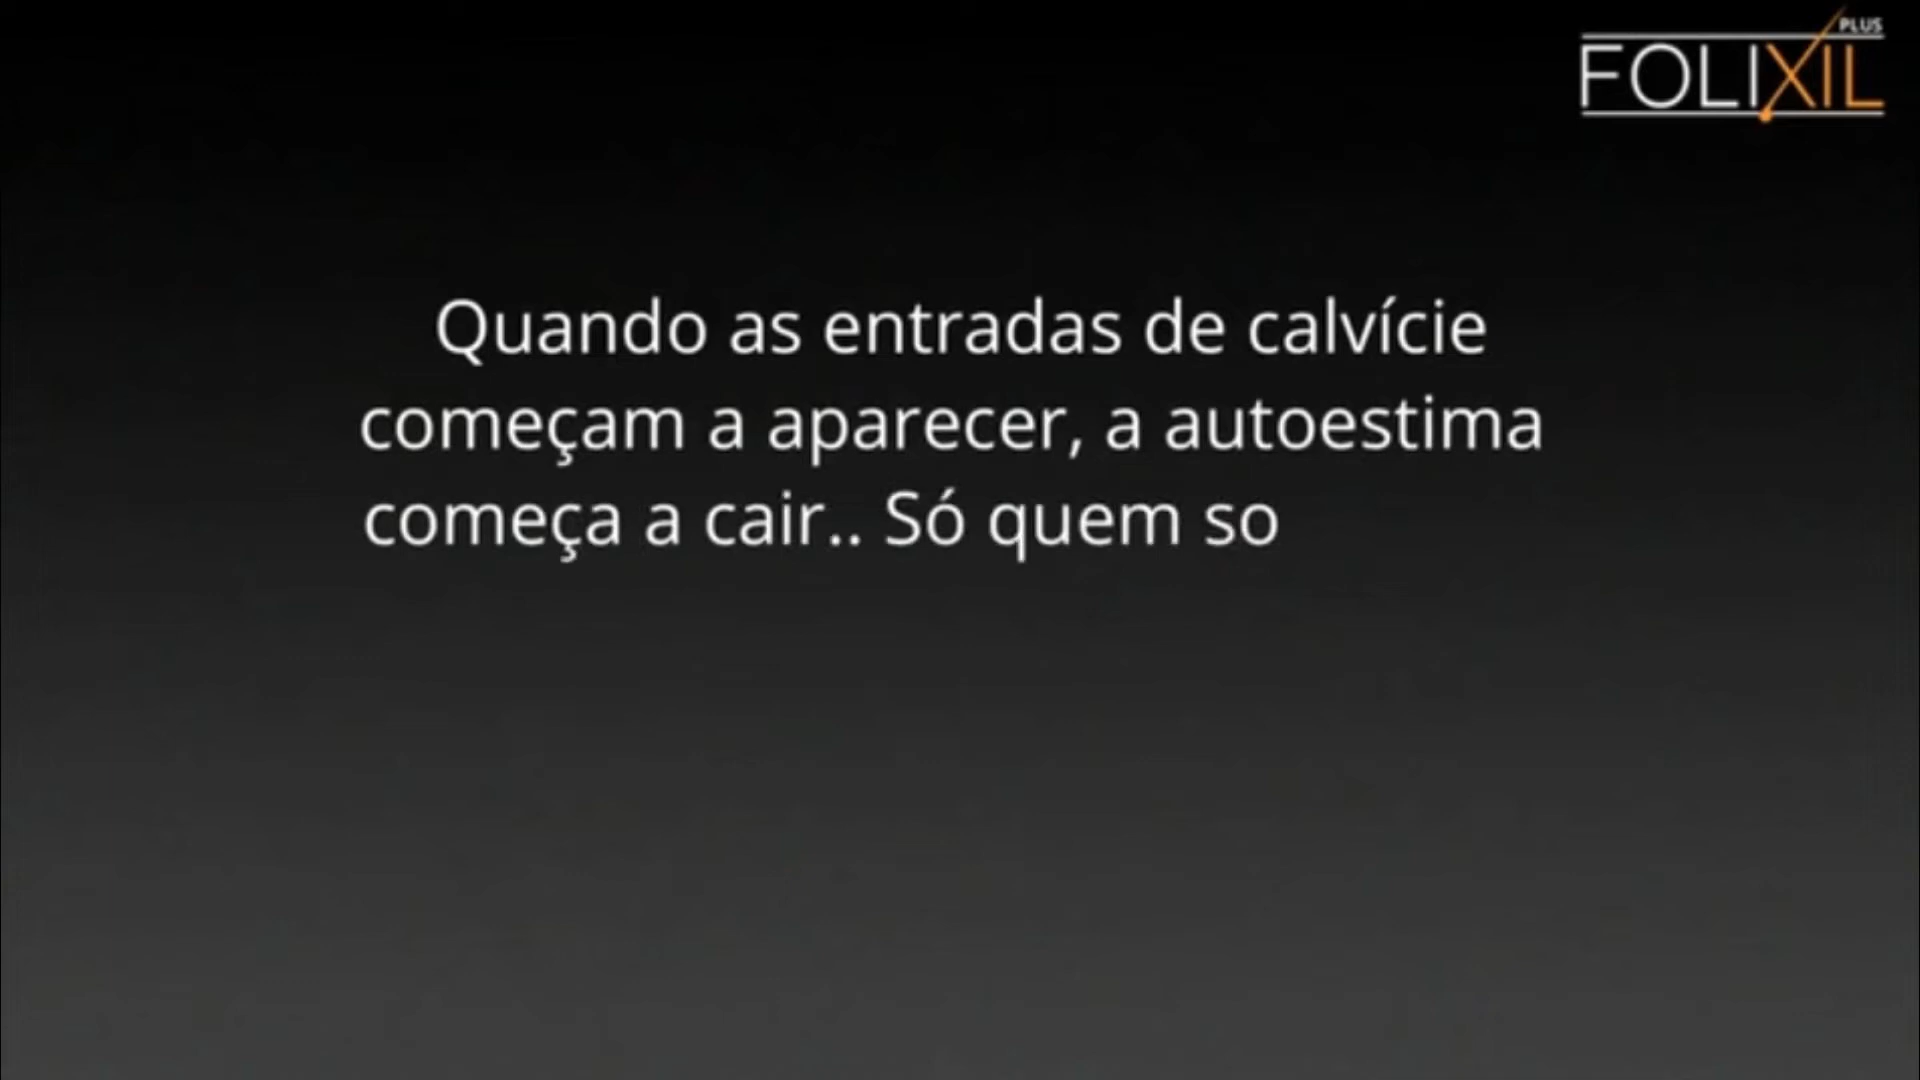 PLUS
FOLIXIL
Quando as entradas de calvície
começam a aparecer, a autoestima
começa a cair.. Só quem so